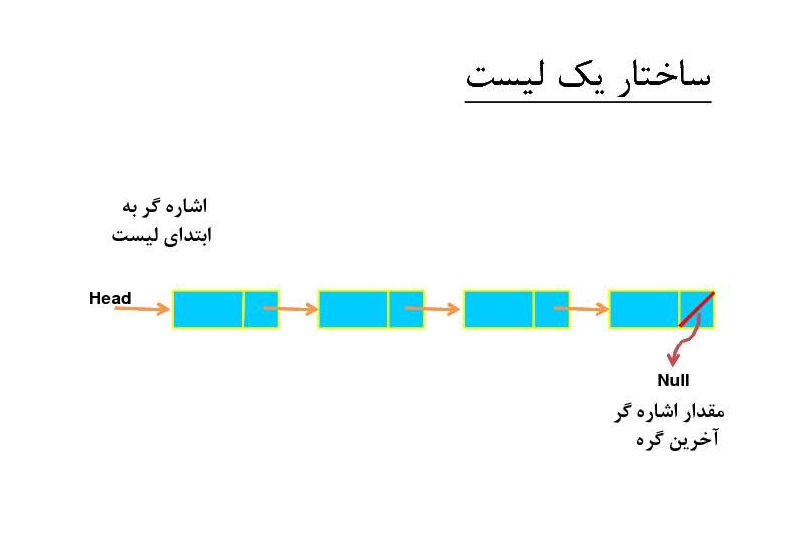 ساختار یک لیست
اشاره گر به
ابتدای لیست
Head
Null
مقدار اشاره گر
آخرین گره